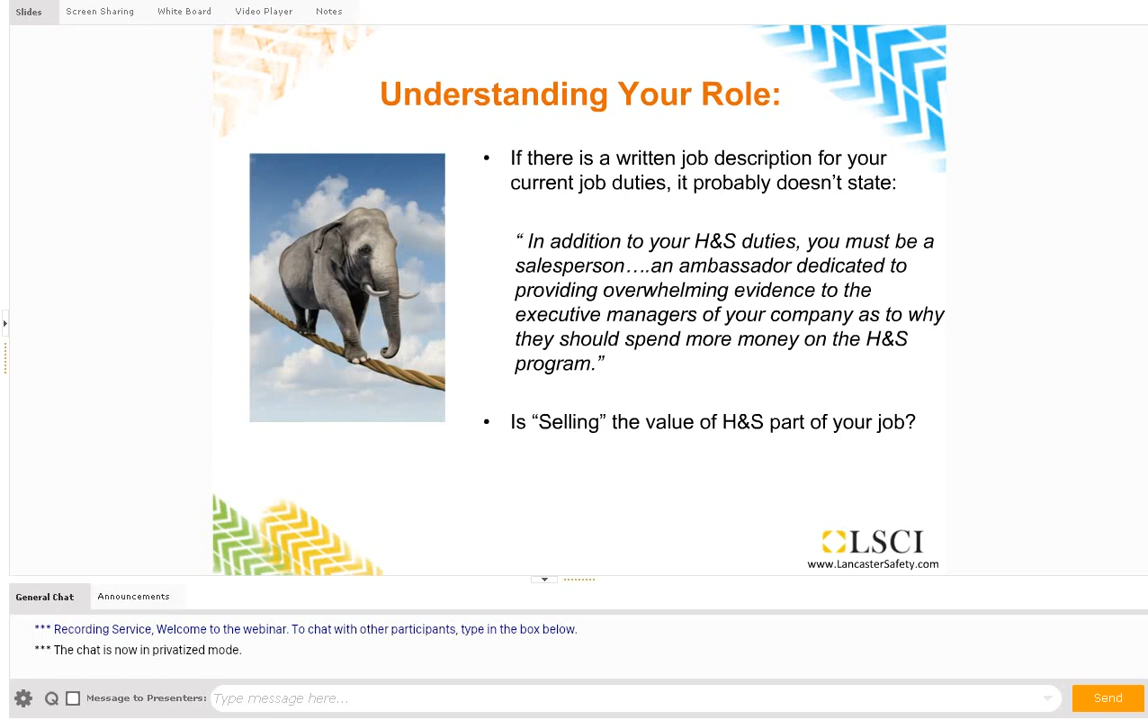 Slides Screen Sharing White Board Video Player Notes
Understanding Your Role:
• If there is a written job description for your
current job duties, it probably doesn’t state:
“ In addition to your H&S duties, you must be a
salesperson….an ambassador dedicated to
providing overwhelming evidence to the
executive managers of your company as to why
they should spend more money on the H&S
program.”
• Is “Selling” the value of H&S part of your job?
LSCI
www.LancasterSafety.com
General Chat Announcements
*** Recording Service, Welcome to the webinar. To chat with other participants, type in the box below.
*** The chat is now in privatized mode.
Message to Presenters: Type message here... Send